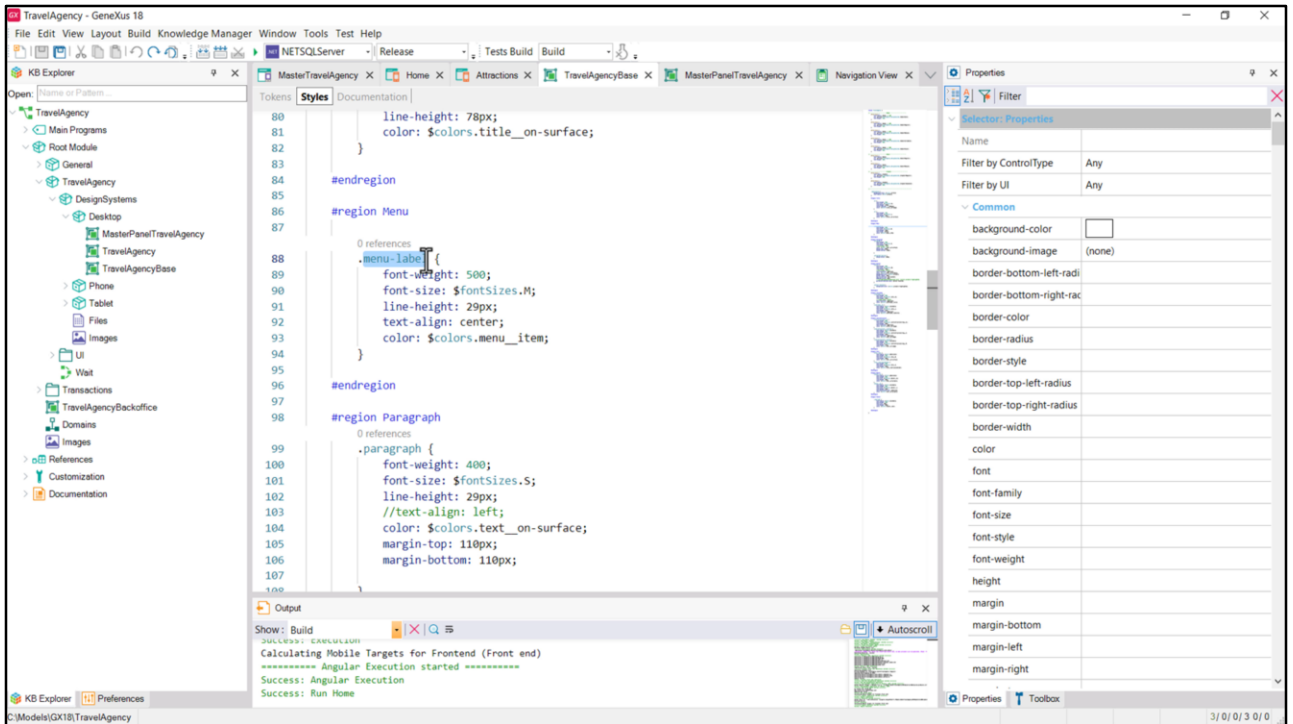 TravelAgency - GeneXus 18
File Edit View Layout Build Knowledge Manager Window Tools Test Help
NETSQLServer Release Tests Build Build
KB Explorer
Open: Name or Pattern...
TravelAgency
Main Programs
Root Module
General
TravelAgency
DesignSystems
Desktop
MasterPanelTravelAgency
TravelAgency
TravelAgencyBase
Phone
Tablet
Files
Images
UI
Wait
Transactions
TravelAgencyBackoffice
Domains
Images
References
Customization
Documentation
KB Explorer Preferences
MasterTravelAgency Home Attractions TravelAgencyBase MasterPanelTravelAgency Navigation View
Tokens Styles Documentation
80 line-height: 78px;
81 color: $colors.title__on-surface;
82 }
83
84 #endregion
85
86 #region Menu
87
0 references
88 .menu-label {
89 font-weight: 500;
90 font-size: $fontSizes.M;
91 line-height: 29px;
92 text-align: center;
93 color: $colors.menu__item;
94 }
95
96 #endregion
97
98 #region Paragraph
0 references
99 .paragraph {
100 font-weight: 400;
101 font-size: $fontSizes.S;
102 line-height: 29px;
103 //text-align: left;
104 color: $colors.text__on-surface;
105 margin-top: 110px;
106 margin-bottom: 110px;
107
108 }
Output
Show: Build Autoscroll
Success: Execution
Calculating Mobile Targets for Frontend (Front end)
========== Angular Execution started ==========
Success: Angular Execution
Success: Run Home
Properties
Filter
Selector: Properties
Name
Filter by ControlType Any
Filter by UI Any
Common
background-color
background-image (none)
border-bottom-left-radi
border-bottom-right-rac
border-color
border-radius
border-style
border-top-left-radius
border-top-right-radius
border-width
color
font
font-family
font-size
font-style
font-weight
height
margin
margin-bottom
margin-left
margin-right
Properties Toolbox
C:\Models\GX18\TravelAgency 3/0/0/3 0/0